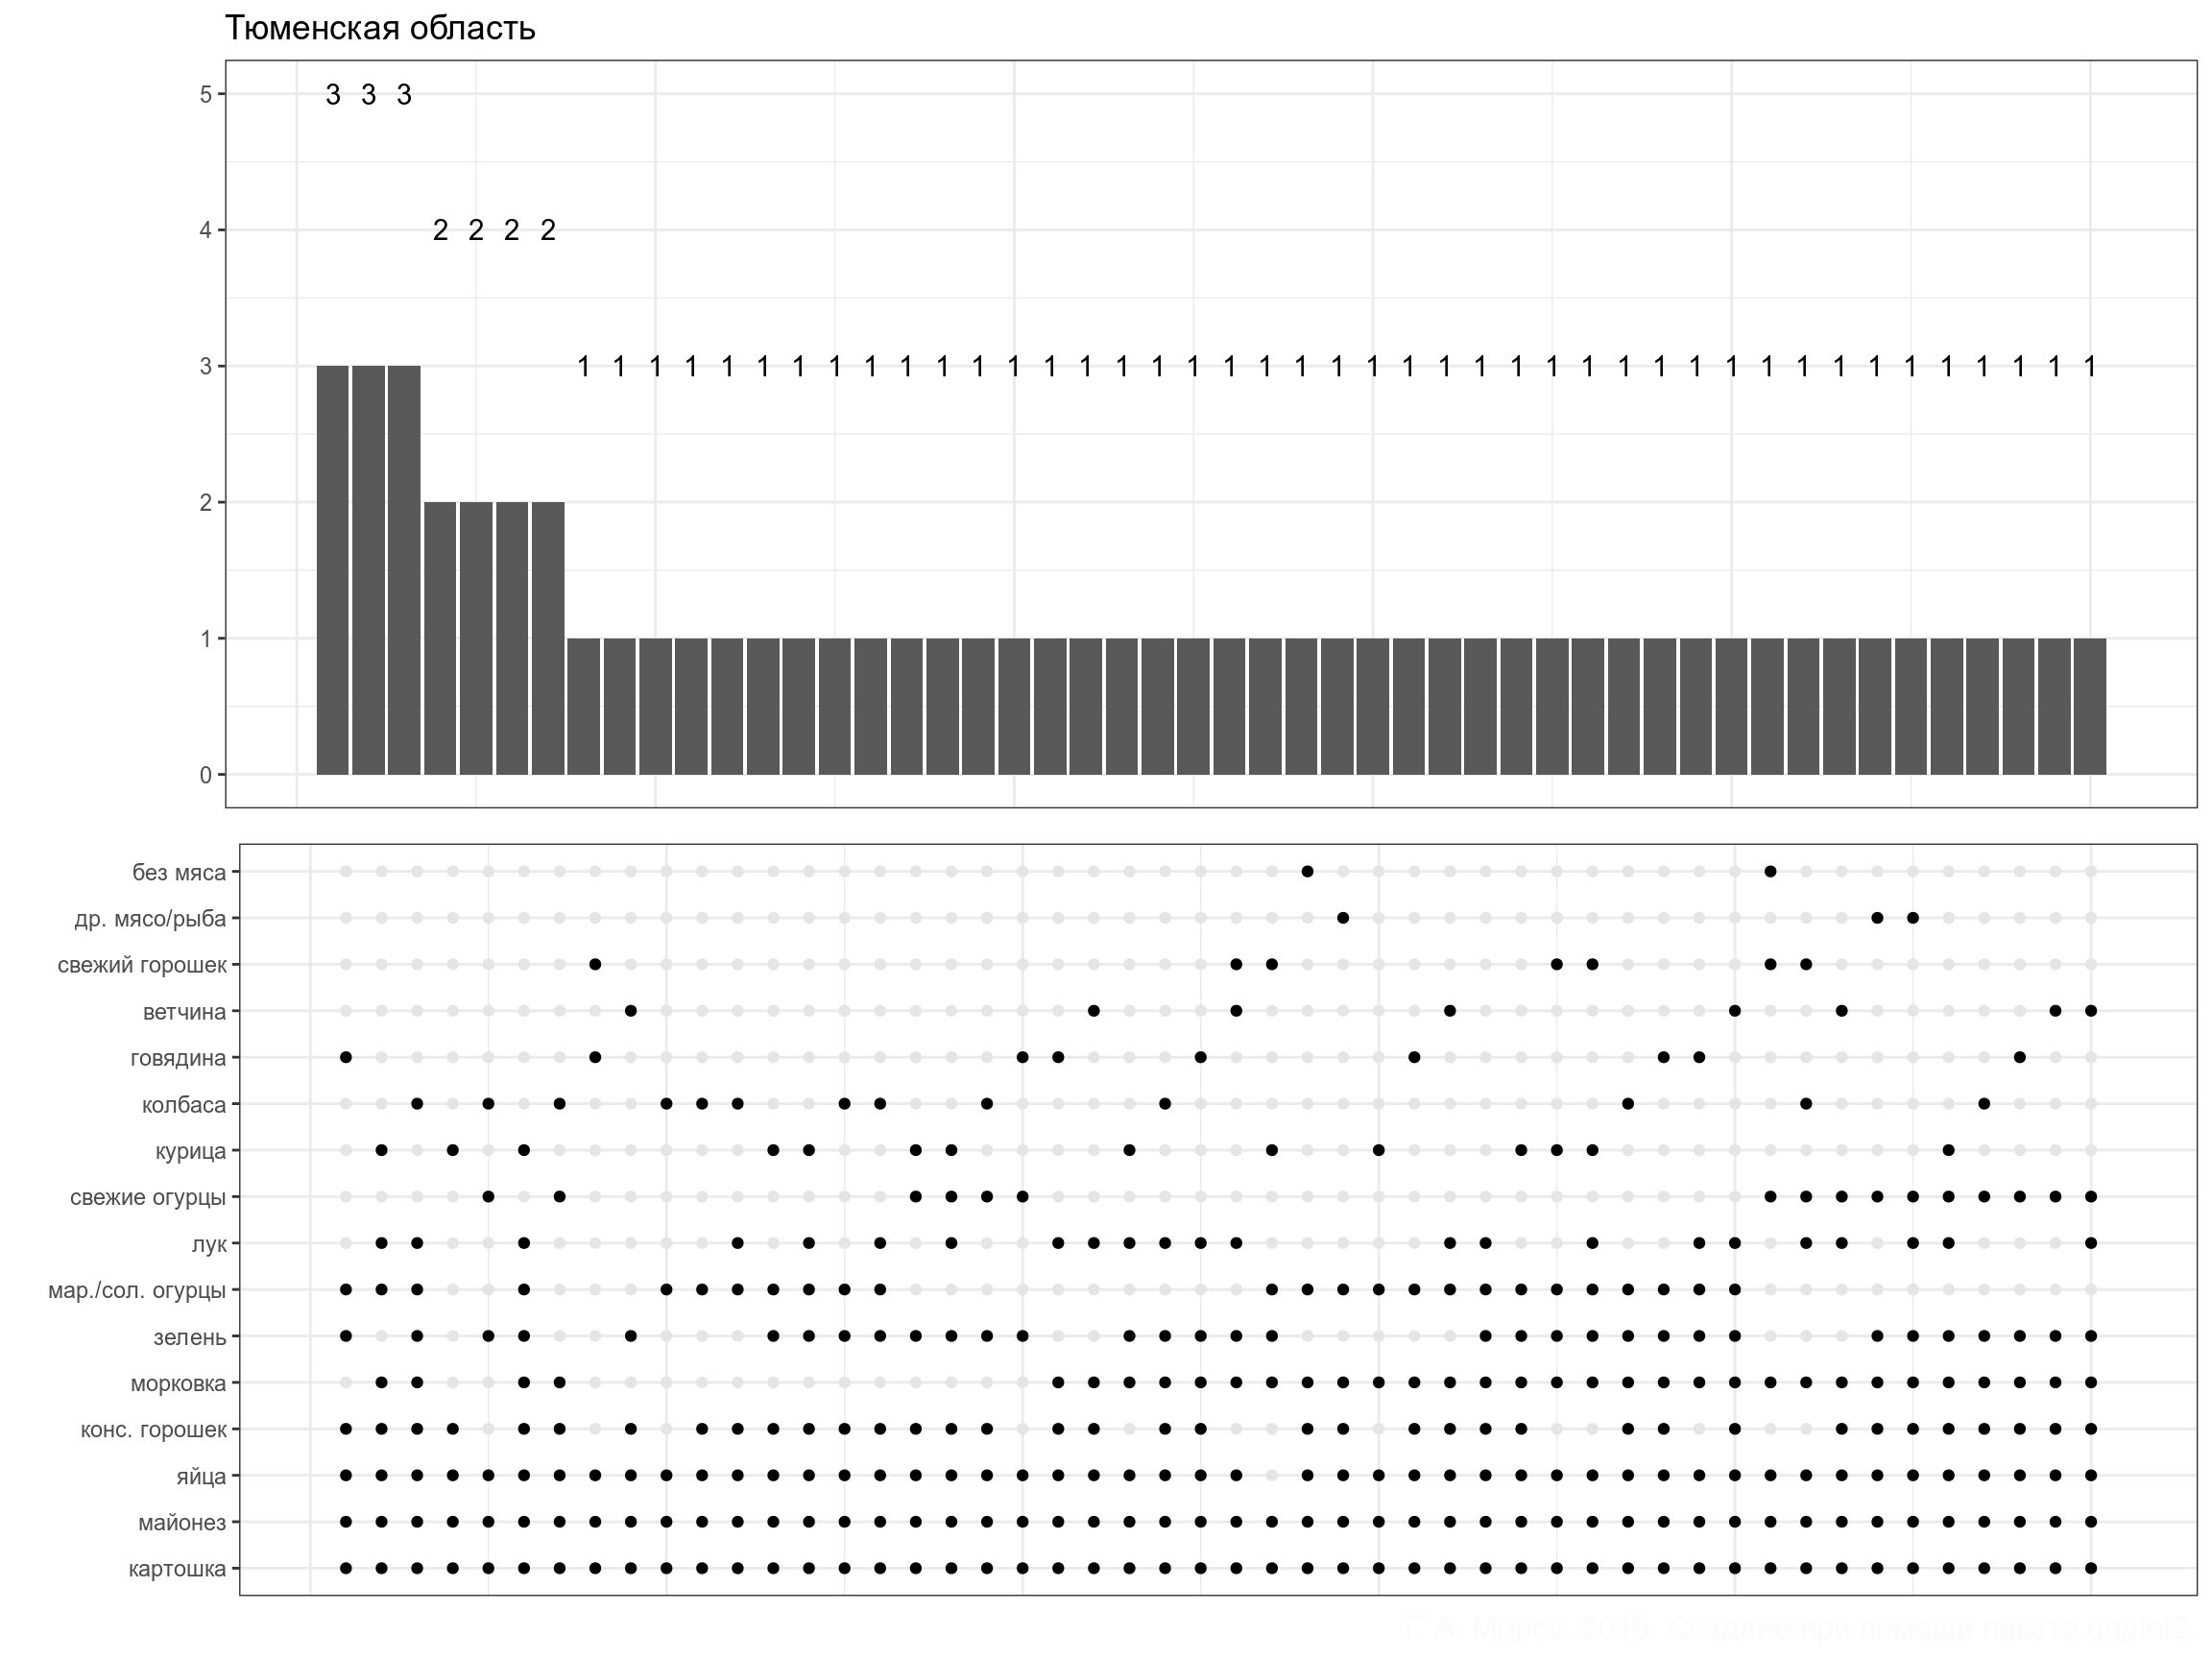 Тюменская область
5
3 3 3
4
2 2 2 2
3
1 1 1 1 1 1 1 1 1 1 1 1 1 1 1 1 1 1 1 1 1 1 1 1 1 1 1 1 1 1 1 1 1 1 1 1 1 1 1 1 1 1 1
2
1
0
без мяса
др. мясо/рыба
свежий горошек
ветчина
говядина
колбаса
курица
свежие огурцы
лук
мар./сол. огурцы
зелень
морковка
конс. горошек
яйца
майонез
картошка
Г. А. Мороз, 2019, Создано при помощи пакета ggplot2.